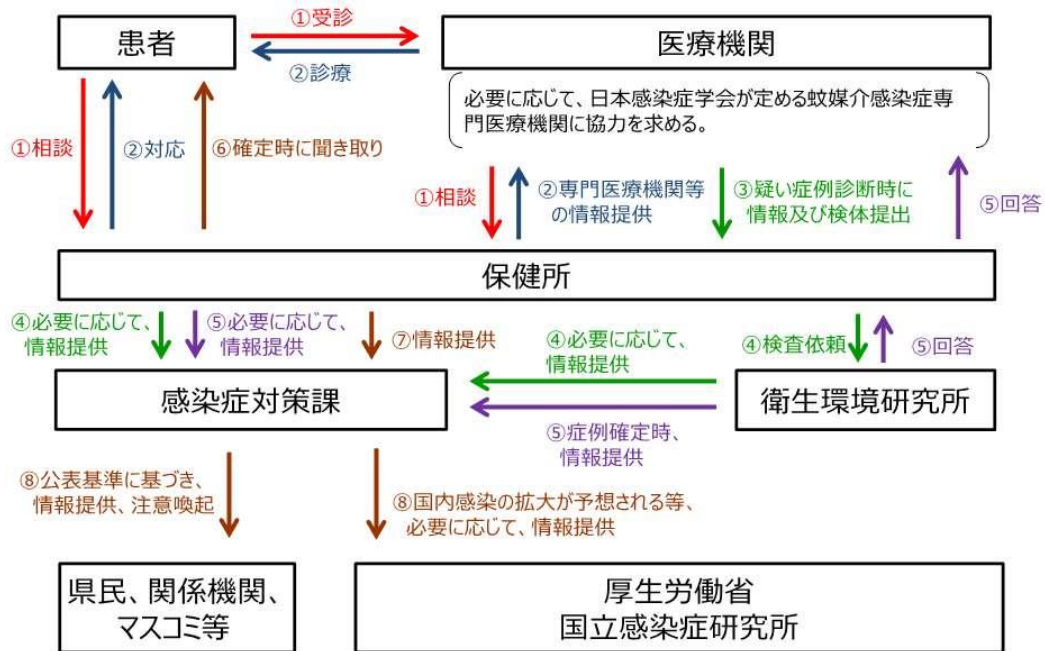 ①受診
患者
医療機関
②診療
必要に応じて、日本感染症学会が定める蚊媒介感染症専
門医療機関に協力を求める。
①相談
②対応
⑥確定時に聞き取り
①相談
②専門医療機関等
の情報提供
③疑い症例診断時に
情報及び検体提出
⑤回答
保健所
④必要に応じて、
情報提供
⑤必要に応じて、
情報提供
⑦情報提供
④必要に応じて、
情報提供
④検査依頼
⑤回答
感染症対策課
衛生環境研究所
⑤症例確定時、
情報提供
⑧公表基準に基づき、
情報提供、注意喚起
⑧国内感染の拡大が予想される等、
必要に応じて、情報提供
県民、関係機関、
マスコミ等
厚生労働省
国立感染症研究所